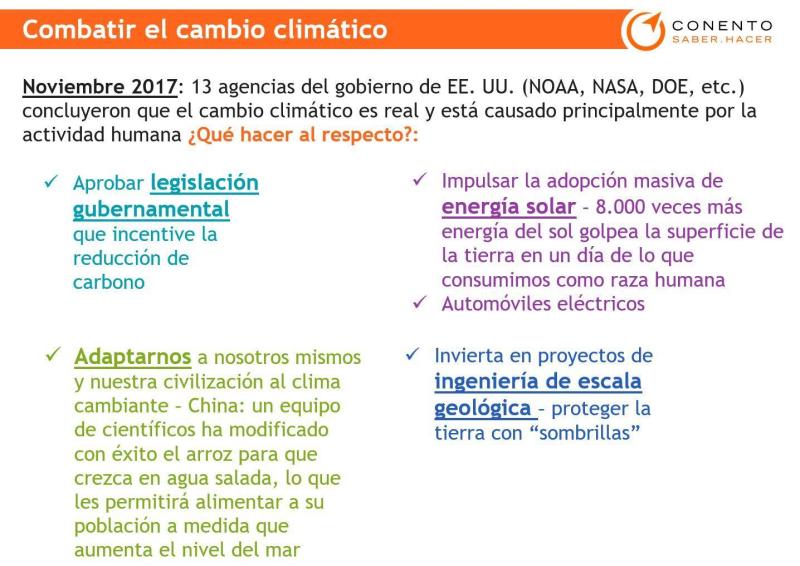 Combatir el cambio climático
CONENTO
SABER.HACER
Noviembre 2017: 13 agencias del gobierno de EE. UU. (NOAA, NASA, DOE, etc.)
concluyeron que el cambio climático es real y está causado principalmente por la
actividad humana ¿Qué hacer al respecto?:
✓ Aprobar legislación
gubernamental
que incentive la
reducción de
carbono
✓ Impulsar la adopción masiva de
energía solar – 8.000 veces más
energía del sol golpea la superficie de
la tierra en un día de lo que
consumimos como raza humana
✓ Automóviles eléctricos
✓ Adaptarnos a nosotros mismos
y nuestra civilización al clima
cambiante – China: un equipo
de científicos ha modificado
con éxito el arroz para que
crezca en agua salada, lo que
les permitirá alimentar a su
población a medida que
aumenta el nivel del mar
✓ Invierta en proyectos de
ingeniería de escala
geológica – proteger la
tierra con “sombrillas”